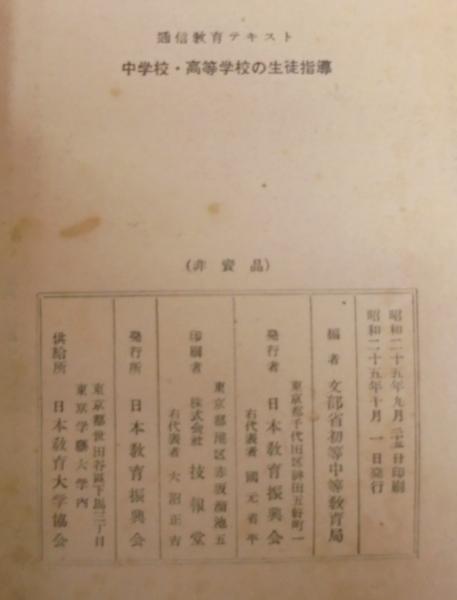 通信教育テキスト
中学校・高等学校の生徒指導
(非賣品)
昭和二十五年九月二五日印刷
昭和二十五年十月一日発行
編者 文部省初等中等教育局
東京都千代田区神田五軒町一
発行者 日本教育振興会
右代表者 國元 平
東京都港区赤坂溜池五
印刷者 株式会社 技報堂
右代表者 大沼正吉
発行所 日本教育振興会
東京都世田谷区下馬三丁目
東京学藝大学内
供給所 日本教育大学協会